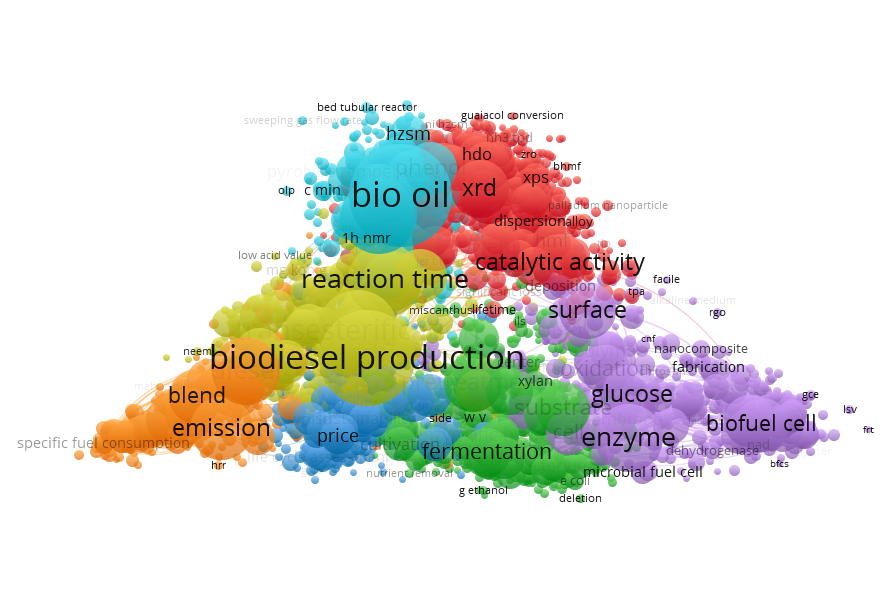 bed tubular reactor
guaiacol conversion
sweeping gas flow rate
hzsm
nh3 tpd
hdo
zro
bhmf
c min
bio oil
xrd
xps
palladium nanoparticle
dispersion
alloy
1h nmr
low acid value
catalytic activity
reaction time
facile
deposition
tpa
alkaline medium
miscanthus
lifetime
surface
rgo
ils
cnf
nanocomposite
neem
biodiesel production
oxidation
fabrication
xylan
blend
glucose
gce
substrate
lsv
side
w v
biofuel cell
emission
price
enzyme
frt
specific fuel consumption
cultivation
fermentation
dehydrogenase
hrr
bfcs
nutrient removal
microbial fuel cell
e coli
g ethanol
deletion